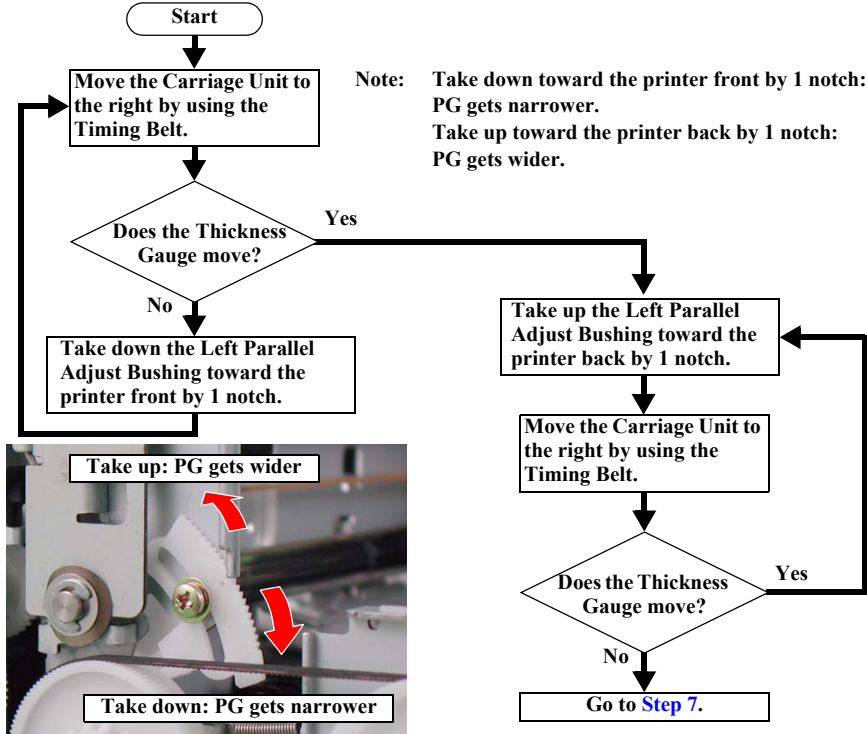 Start
Move the Carriage Unit to
the right by using the
Timing Belt.
Note: Take down toward the printer front by 1 notch:
PG gets narrower.
Take up toward the printer back by 1 notch:
PG gets wider.
Does the Thickness
Gauge move?
Yes
No
Take down the Left Parallel
Adjust Bushing toward the
printer front by 1 notch.
Take up the Left Parallel
Adjust Bushing toward the
printer back by 1 notch.
Move the Carriage Unit to
the right by using the
Timing Belt.
Does the Thickness
Gauge move?
Yes
No
Go to Step 7.
Take up: PG gets wider
Take down: PG gets narrower